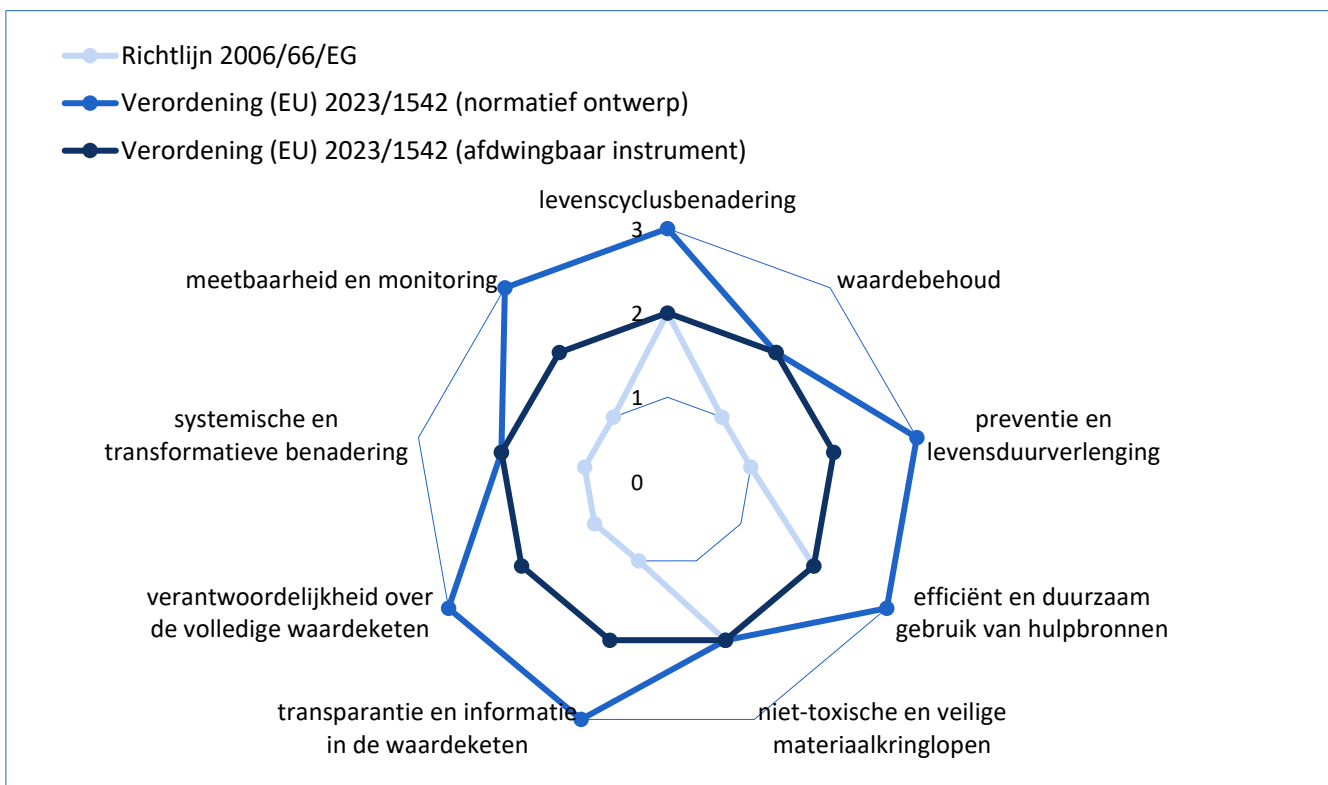 Richtlijn 2006/66/EG
Verordening (EU) 2023/1542 (normatief ontwerp)
Verordening (EU) 2023/1542 (afdwingbaar instrument)
levenscyclusbenadering
3
meetbaarheid en monitoring
waardebehoud
2
1
systemische en
transformatieve benadering
preventie en
levensduurverlenging
0
verantwoordelijkheid over
de volledige waardeketen
efficiënt en duurzaam
gebruik van hulpbronnen
transparantie en informatie
in de waardeketen
niet-toxische en veilige
materiaalkringlopen